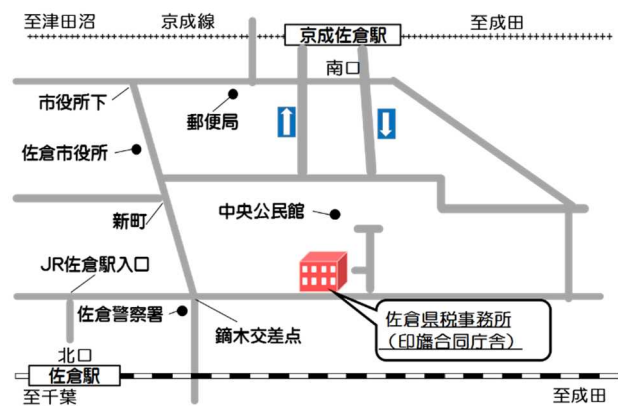 至津田沼
京成線
京成佐倉駅
至成田
南口
市役所下
郵便局
佐倉市役所
中央公民館
新町
JR佐倉駅入口
佐倉警察署
鏑木交差点
佐倉県税事務所
（印旛合同庁舎）
北口
佐倉駅
至千葉
至成田